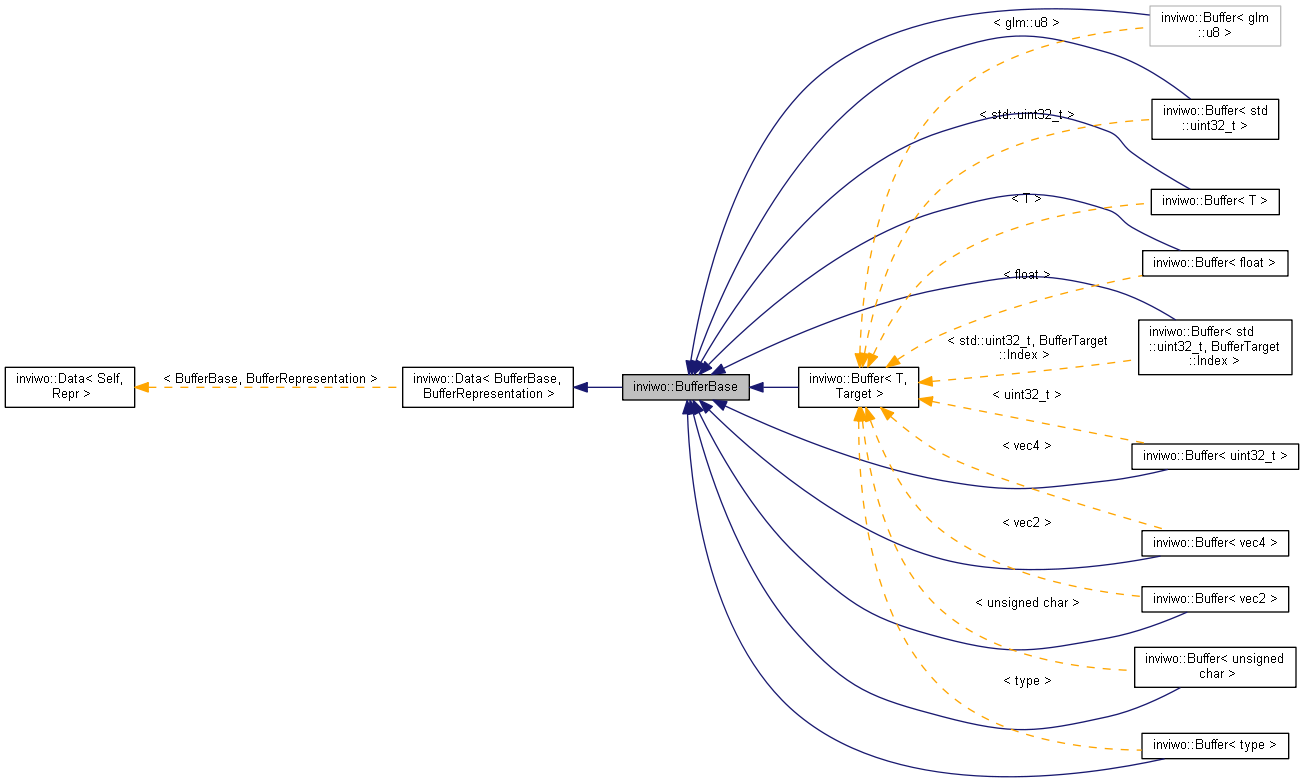 inviwo::Data< Self,
Repr >
< BufferBase, BufferRepresentation >
inviwo::Data< BufferBase,
BufferRepresentation >
inviwo::BufferBase
inviwo::Buffer< T,
Target >
< glm::u8 >
< std::uint32_t >
< T >
< float >
< std::uint32_t, BufferTarget
::Index >
< uint32_t >
< vec4 >
< vec2 >
< unsigned char >
< type >
inviwo::Buffer< glm
::u8 >
inviwo::Buffer< std
::uint32_t >
inviwo::Buffer< T >
inviwo::Buffer< float >
inviwo::Buffer< std
::uint32_t, BufferTarget
::Index >
inviwo::Buffer< uint32_t >
inviwo::Buffer< vec4 >
inviwo::Buffer< vec2 >
inviwo::Buffer< unsigned
char >
inviwo::Buffer< type >